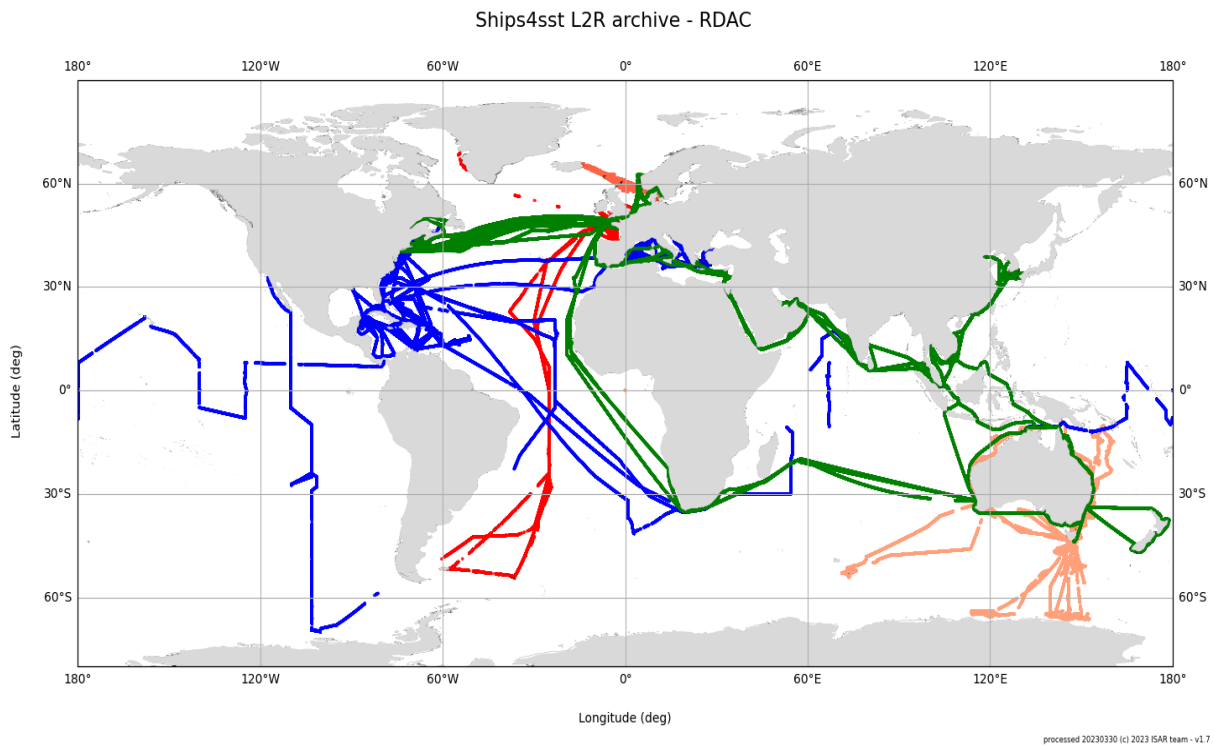 Ships4sst L2R archive - RDAC
180° 120°W 60°W 0° 60°E 120°E 180°
60°N 60°N
30°N 30°N
0° 0°
30°S 30°S
60°S 60°S
Latitude (deg)
180° 120°W 60°W 0° 60°E 120°E 180°
Longitude (deg)
processed 20230330 (c) 2023 ISAR team - v1.7